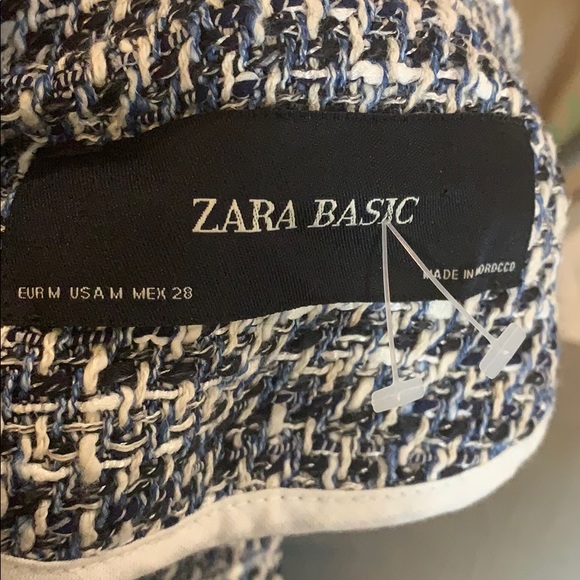 ZARA BASIC
EUR M USA M MEX 28
MADE IN MOROCCO